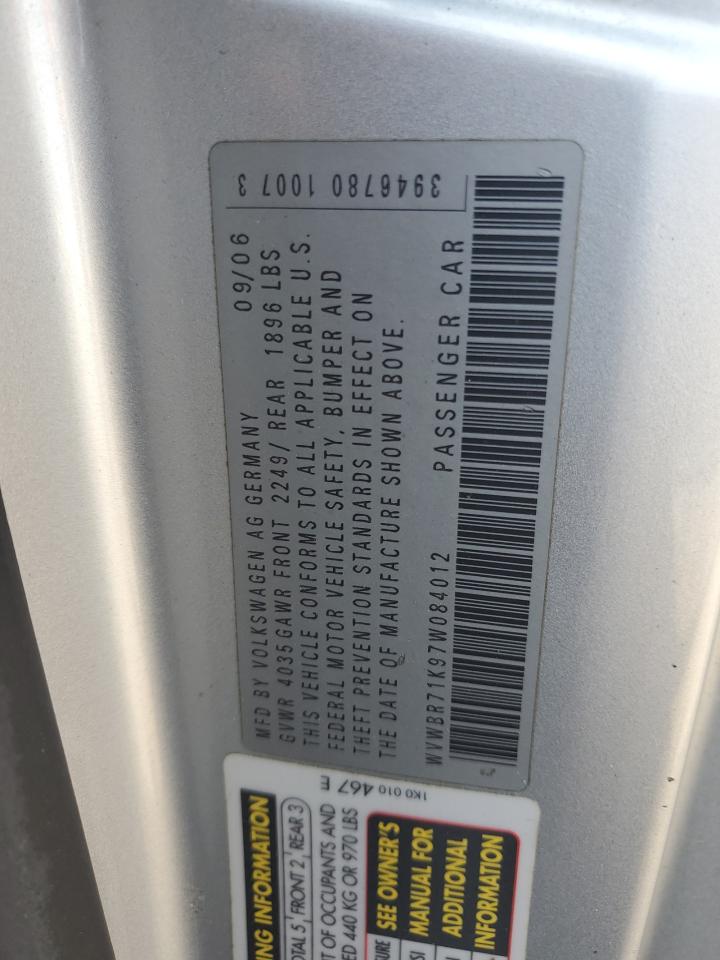 MFD BY VOLKSWAGEN AG GERMANY 09/06
GVWR 4035GAWR FRONT 2249/ REAR 1896 LBS
THIS VEHICLE CONFORMS TO ALL APPLICABLE U.S.
FEDERAL MOTOR VEHICLE SAFETY, BUMPER AND
THEFT PREVENTION STANDARDS IN EFFECT ON
THE DATE OF MANUFACTURE SHOWN ABOVE.
WVWBR71K97W084012 PASSENGER CAR
3946780 1007 3
1K0 010 467 E
ING INFORMATION
OTAL 5, FRONT 2, REAR 3
T OF OCCUPANTS AND
ED 440 KG OR 970 LBS
TURE
SEE OWNER'S
MANUAL FOR
ADDITIONAL
INFORMATION